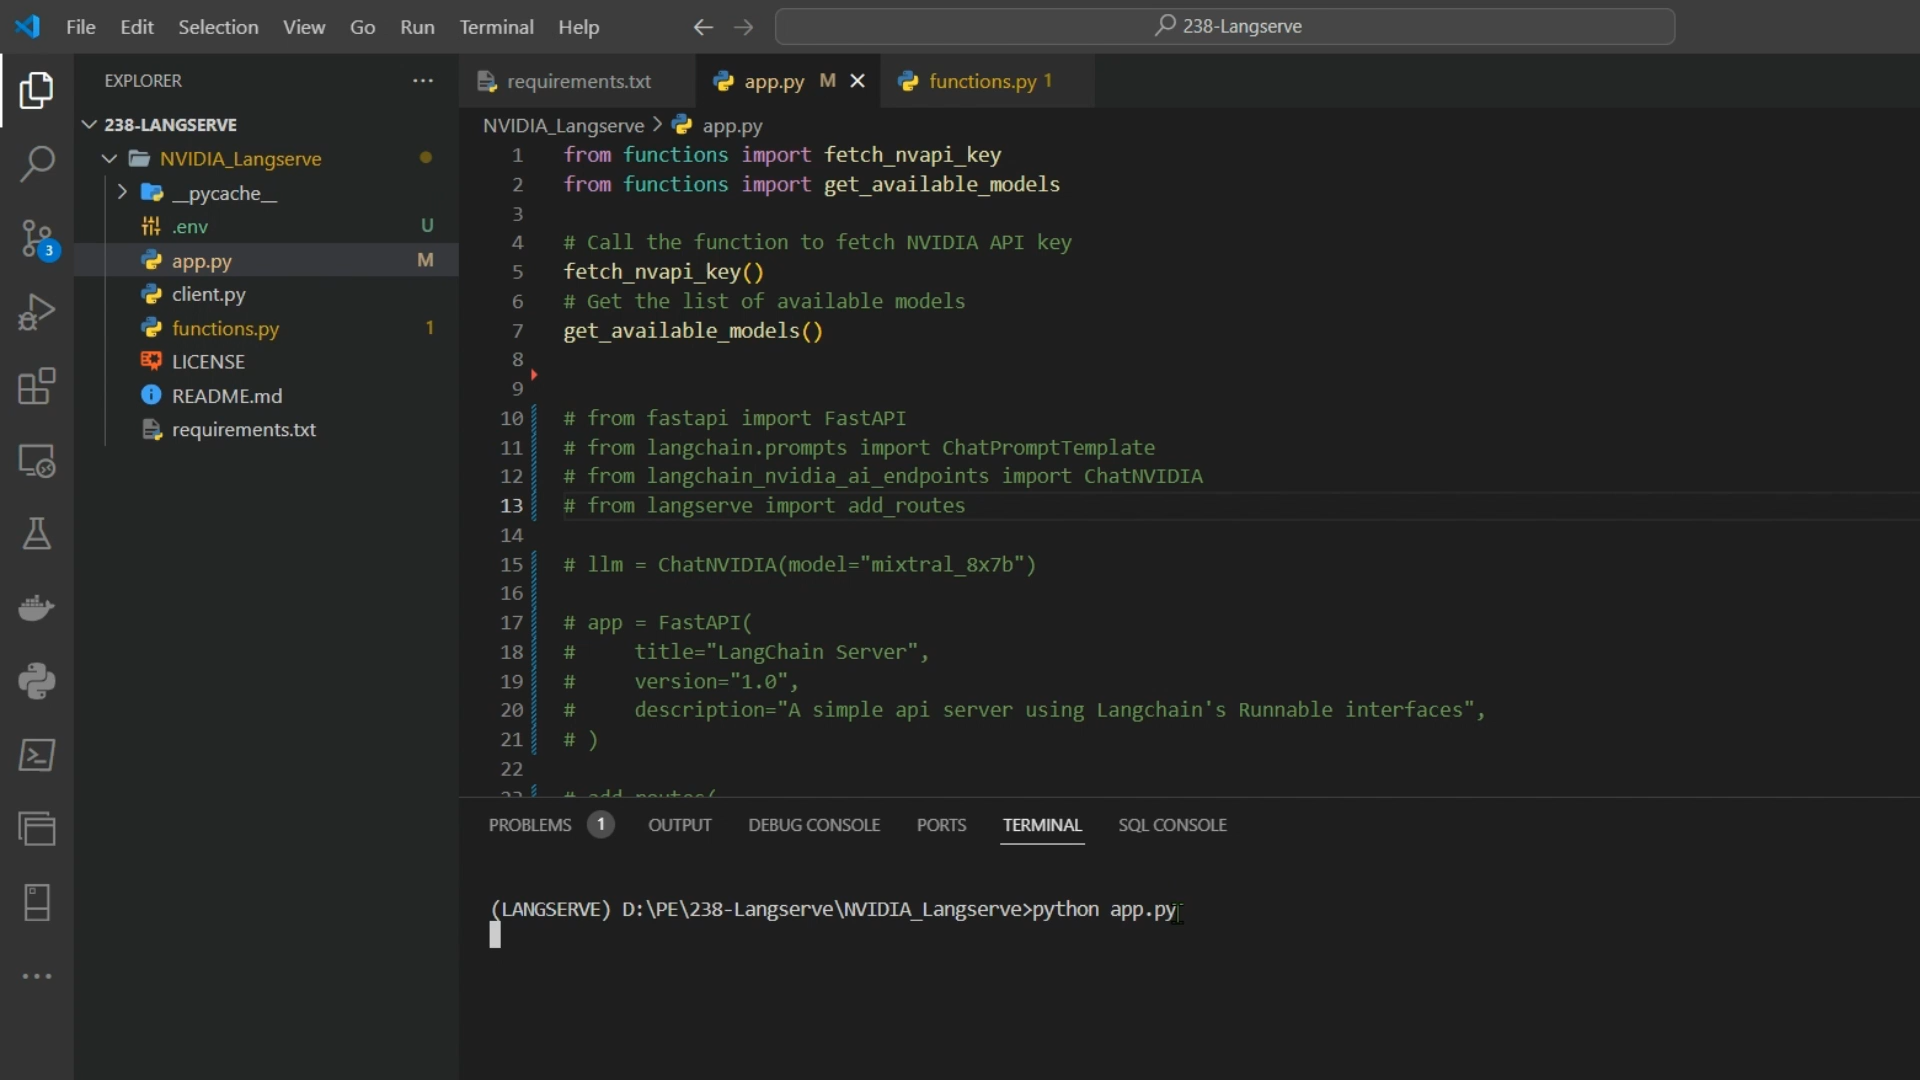 File Edit Selection View Go Run Terminal Help
238-Langserve
EXPLORER
238-LANGSERVE
NVIDIA_Langserve
__pycache__
.env U
app.py M
client.py
functions.py 1
LICENSE
README.md
requirements.txt
3
requirements.txt app.py M functions.py 1
NVIDIA_Langserve > app.py
1 from functions import fetch_nvapi_key
2 from functions import get_available_models
3
4 # Call the function to fetch NVIDIA API key
5 fetch_nvapi_key()
6 # Get the list of available models
7 get_available_models()
8
9
10 # from fastapi import FastAPI
11 # from langchain.prompts import ChatPromptTemplate
12 # from langchain_nvidia_ai_endpoints import ChatNVIDIA
13 # from langserve import add_routes
14
15 # llm = ChatNVIDIA(model="mixtral_8x7b")
16
17 # app = FastAPI(
18 #     title="LangChain Server",
19 #     version="1.0",
20 #     description="A simple api server using Langchain's Runnable interfaces",
21 # )
22
23 # add_routes(
PROBLEMS 1 OUTPUT DEBUG CONSOLE PORTS TERMINAL SQL CONSOLE
(LANGSERVE) D:\PE\238-Langserve\NVIDIA_Langserve>python app.py